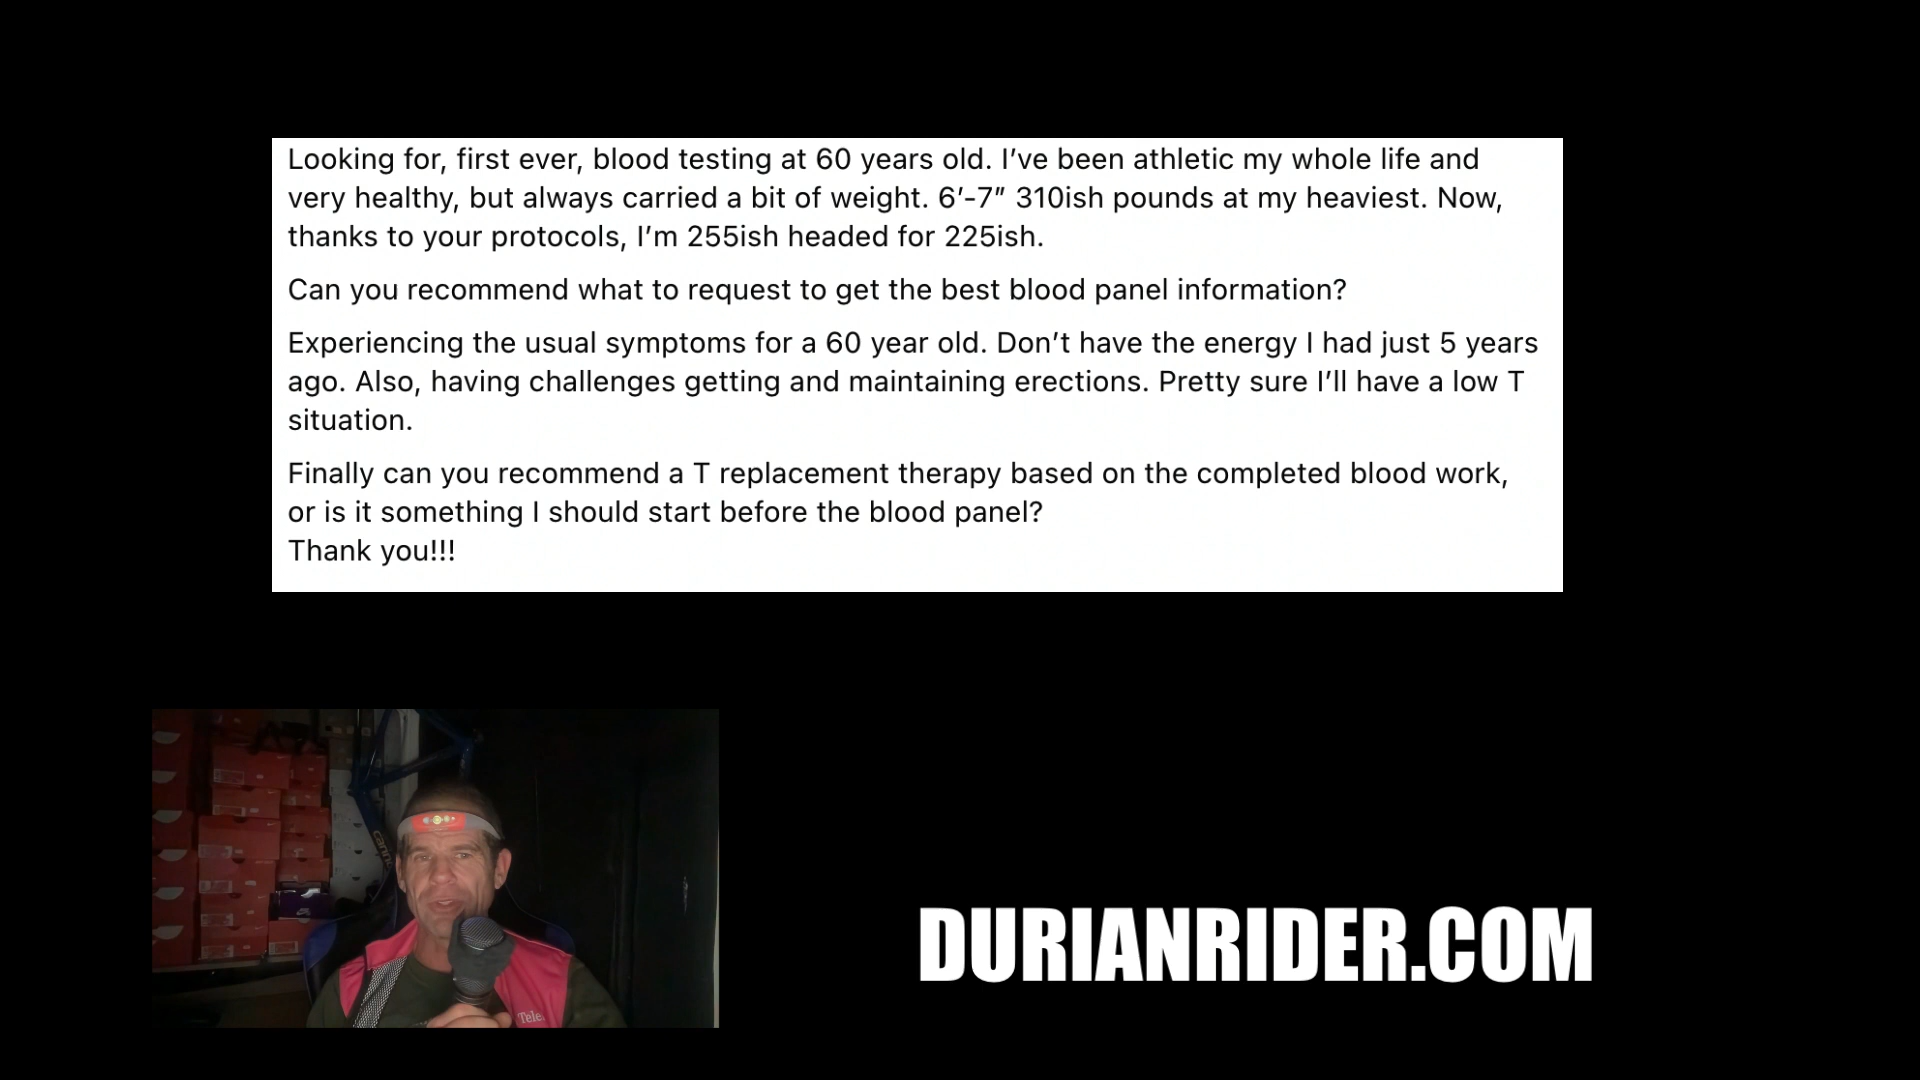 Looking for, first ever, blood testing at 60 years old. I’ve been athletic my whole life and
very healthy, but always carried a bit of weight. 6’-7” 310ish pounds at my heaviest. Now,
thanks to your protocols, I’m 255ish headed for 225ish.
Can you recommend what to request to get the best blood panel information?
Experiencing the usual symptoms for a 60 year old. Don’t have the energy I had just 5 years
ago. Also, having challenges getting and maintaining erections. Pretty sure I’ll have a low T
situation.
Finally can you recommend a T replacement therapy based on the completed blood work,
or is it something I should start before the blood panel?
Thank you!!!
DURIANRIDER.COM